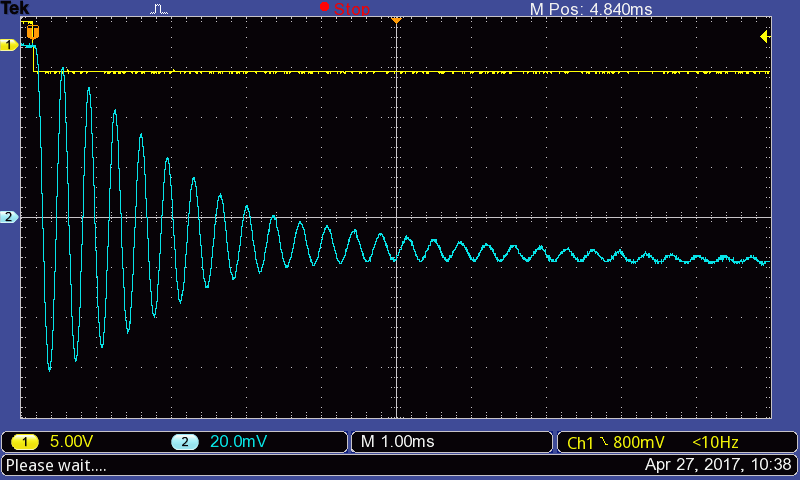 Tek Stop M Pos: 4.840ms
T
1
2
1 5.00V 2 20.0mV M 1.00ms Ch1 800mV <10Hz
Please wait.... Apr 27, 2017, 10:38